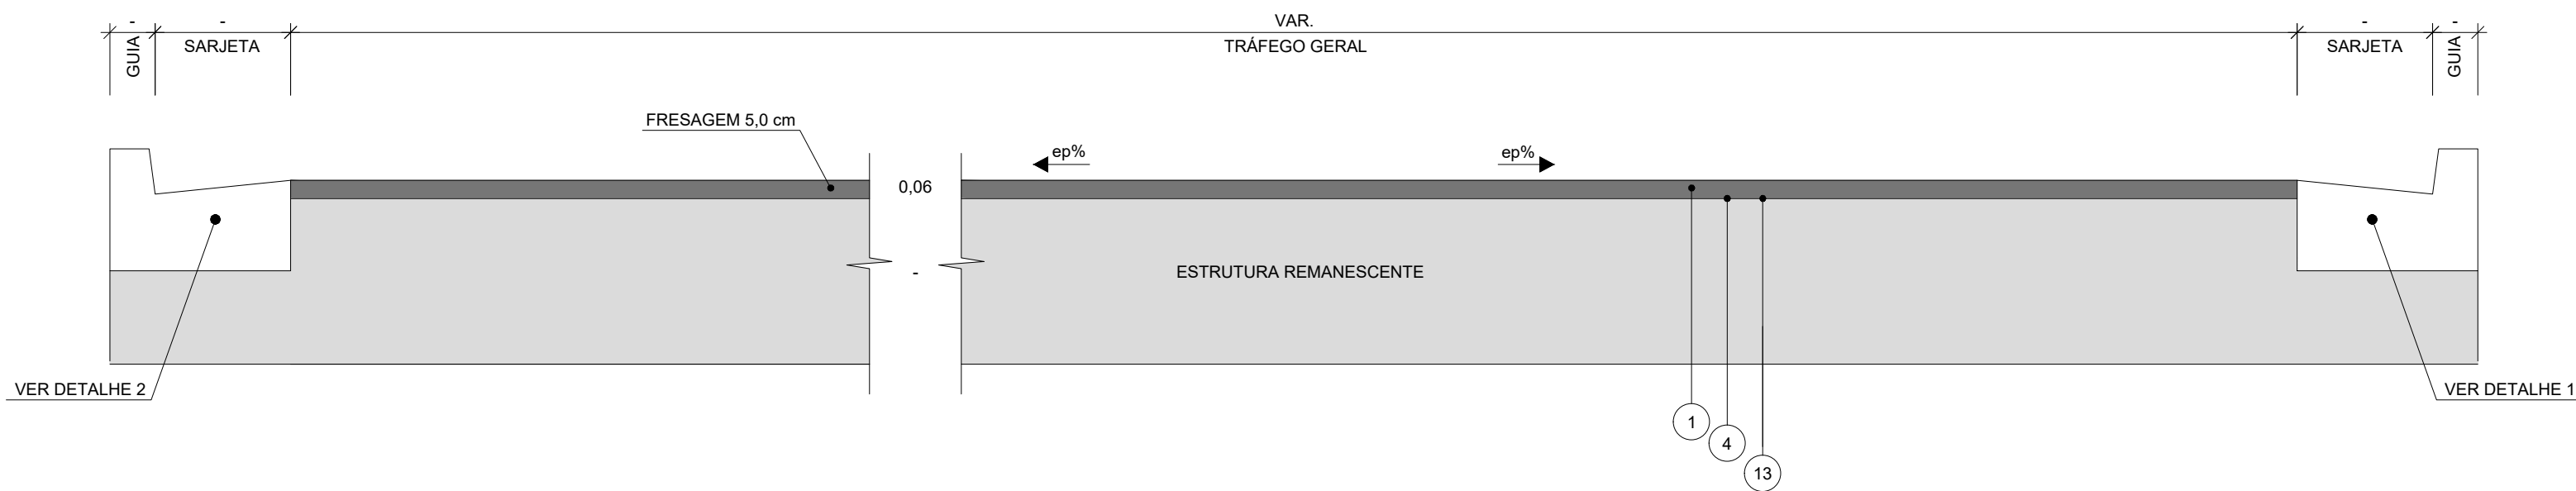 -
-
VAR.
-
-
GUIA
SARJETA
TRÁFEGO GERAL
SARJETA
GUIA
FRESAGEM 5,0 cm
ep%
ep%
0,06
-
ESTRUTURA REMANESCENTE
VER DETALHE 2
VER DETALHE 1
1
4
13